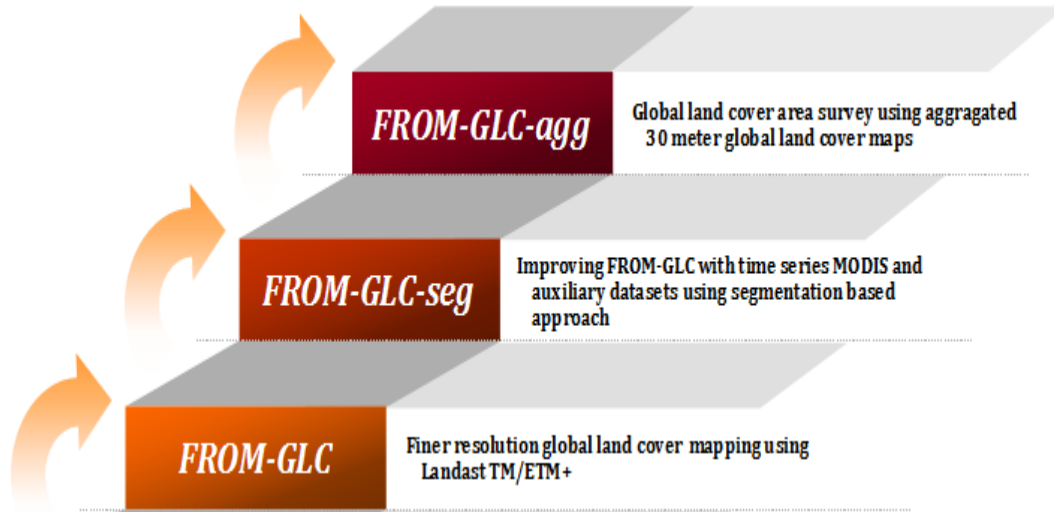 FROM-GLC-agg
Global land cover area survey using aggragated
30 meter global land cover maps
FROM-GLC-seg
Improving FROM-GLC with time series MODIS and
auxiliary datasets using segmentation based
approach
FROM-GLC
Finer resolution global land cover mapping using
Landast TM/ETM+